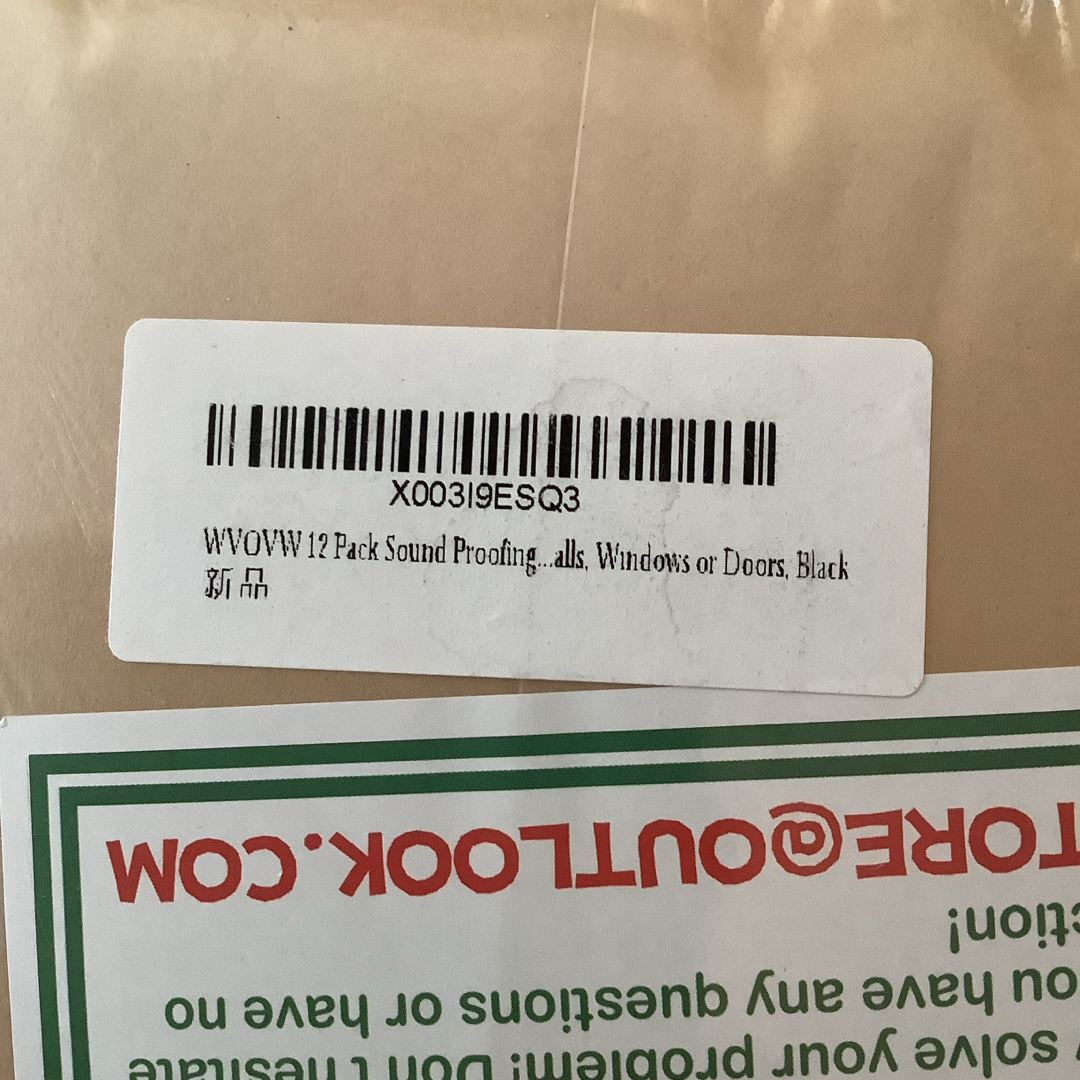 X003I9ESQ3
WVOVW 12 Pack Sound Proofing...alls, Windows or Doors, Black
新品
solve your problem! Don't hesitate
ou have any questions or have no
ction!
TORE@OUTLOOK.COM